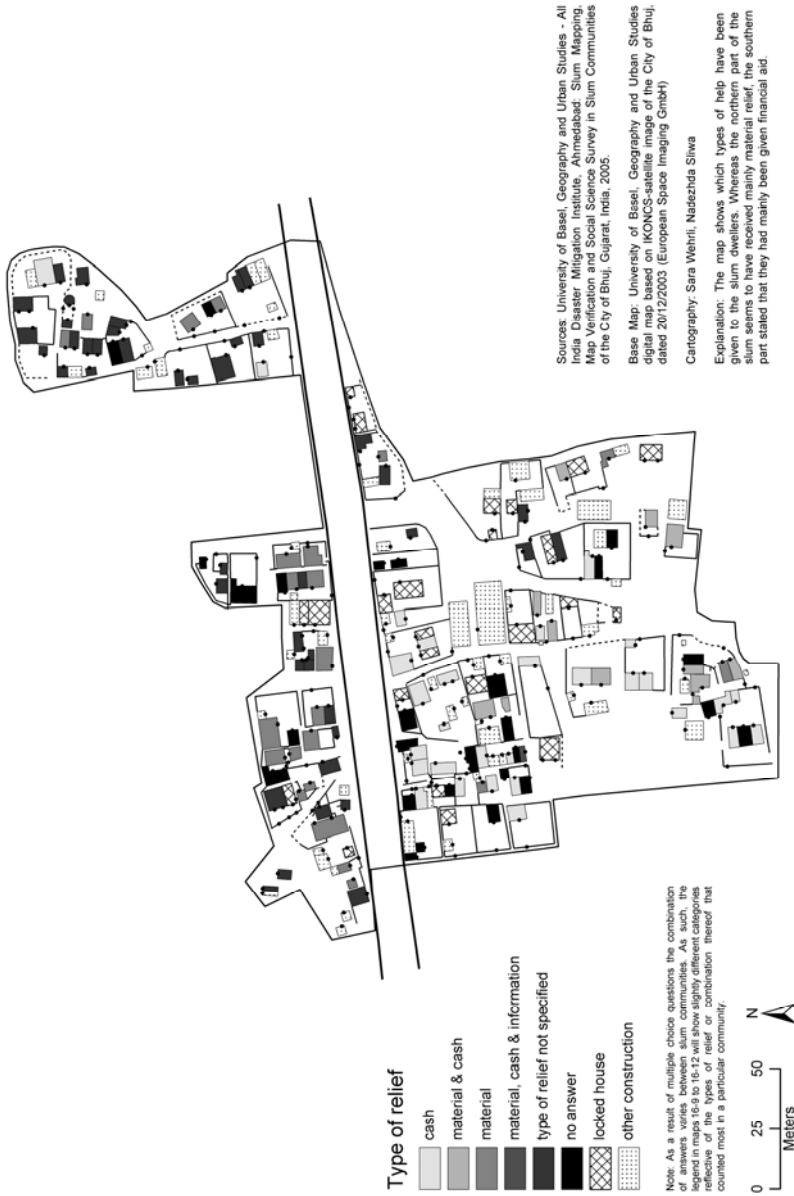 Type of relief
cash
material & cash
material
material, cash & information
type of relief not specified
no answer
locked house
other construction
Note: As a result of multiple choice questions the combination
of answers varies between slum communities. As such, the
legend in maps 16-9 to 16-12 will show slightly different categories
reflective of the types of relief or combination thereof that
counted most in a particular community.
0 25 50
Meters
N
Sources: University of Basel, Geography and Urban Studies - All
India Disaster Mitigation Institute, Ahmedabad: Slum Mapping,
Map Verification and Social Science Survey in Slum Communities
of the City of Bhuj, Gujarat, India, 2005.
Base Map: University of Basel, Geography and Urban Studies
digital map based on IKONOS-satellite image of the City of Bhuj,
dated 20/12/2003 (European Space Imaging GmbH)
Cartography: Sara Wehrli, Nadezhda Sliwa
Explanation: The map shows which types of help have been
given to the slum dwellers. Whereas the northern part of the
slum seems to have received mainly material relief, the southern
part stated that they had mainly been given financial aid.